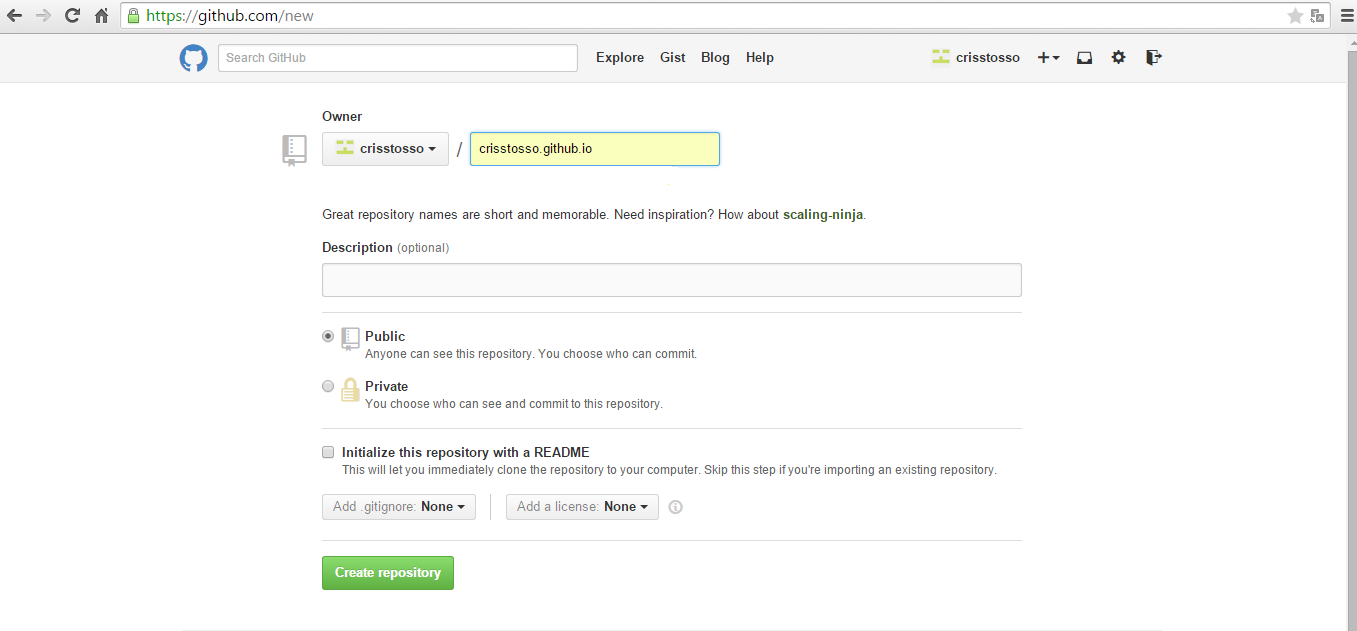 https://github.com/new
Search GitHub Explore Gist Blog Help crisstosso
Owner
crisstosso / crisstosso.github.io
Great repository names are short and memorable. Need inspiration? How about scaling-ninja.
Description (optional)
Public
Anyone can see this repository. You choose who can commit.
Private
You choose who can see and commit to this repository.
Initialize this repository with a README
This will let you immediately clone the repository to your computer. Skip this step if you're importing an existing repository.
Add .gitignore: None Add a license: None
Create repository